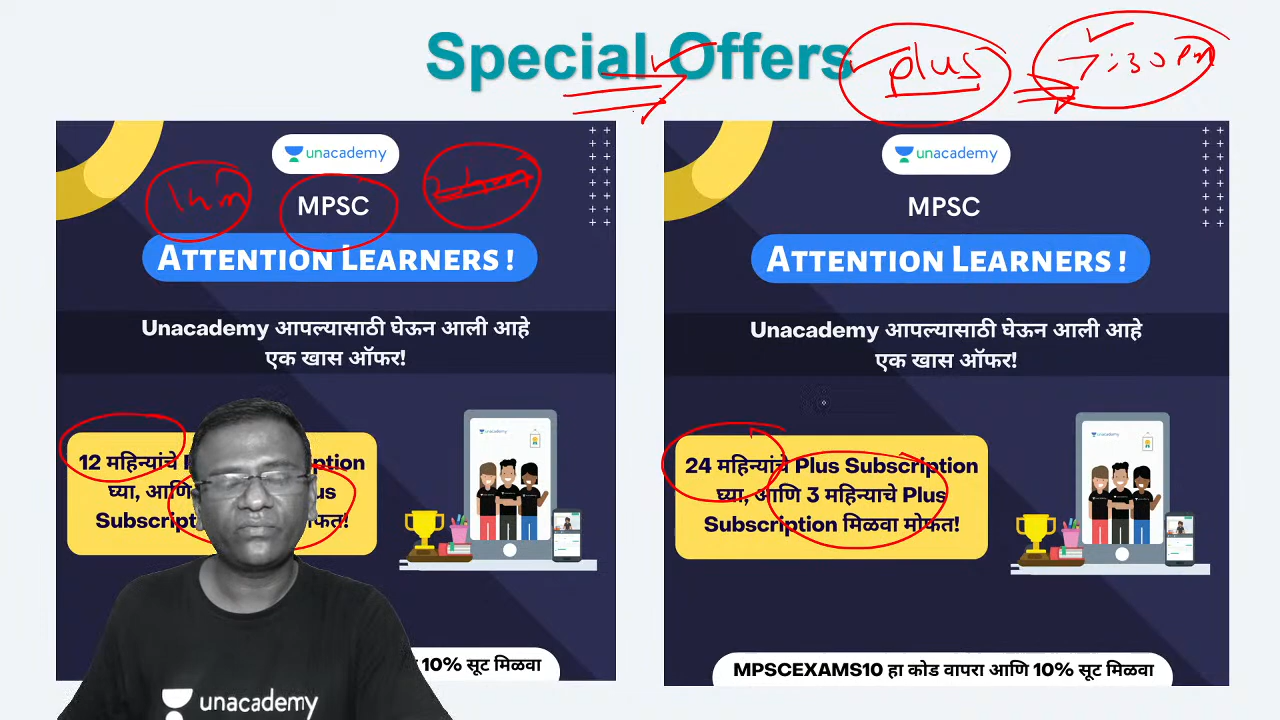 Special Offers
plus
7:30 Pm
unacademy
MPSC
ATTENTION LEARNERS !
Unacademy आपल्यासाठी घेऊन आली आहे
एक खास ऑफर!
12 महिन्यांचे
घ्या, आणि
10% सूट मिळवा
unacademy
unacademy
MPSC
ATTENTION LEARNERS !
Unacademy आपल्यासाठी घेऊन आली आहे
एक खास ऑफर!
24 महिन्यांचे Plus Subscription
घ्या, आणि 3 महिन्याचे Plus
Subscription मिळवा मोफत!
MPSCEXAMS10 हा कोड वापरा आणि 10% सूट मिळवा